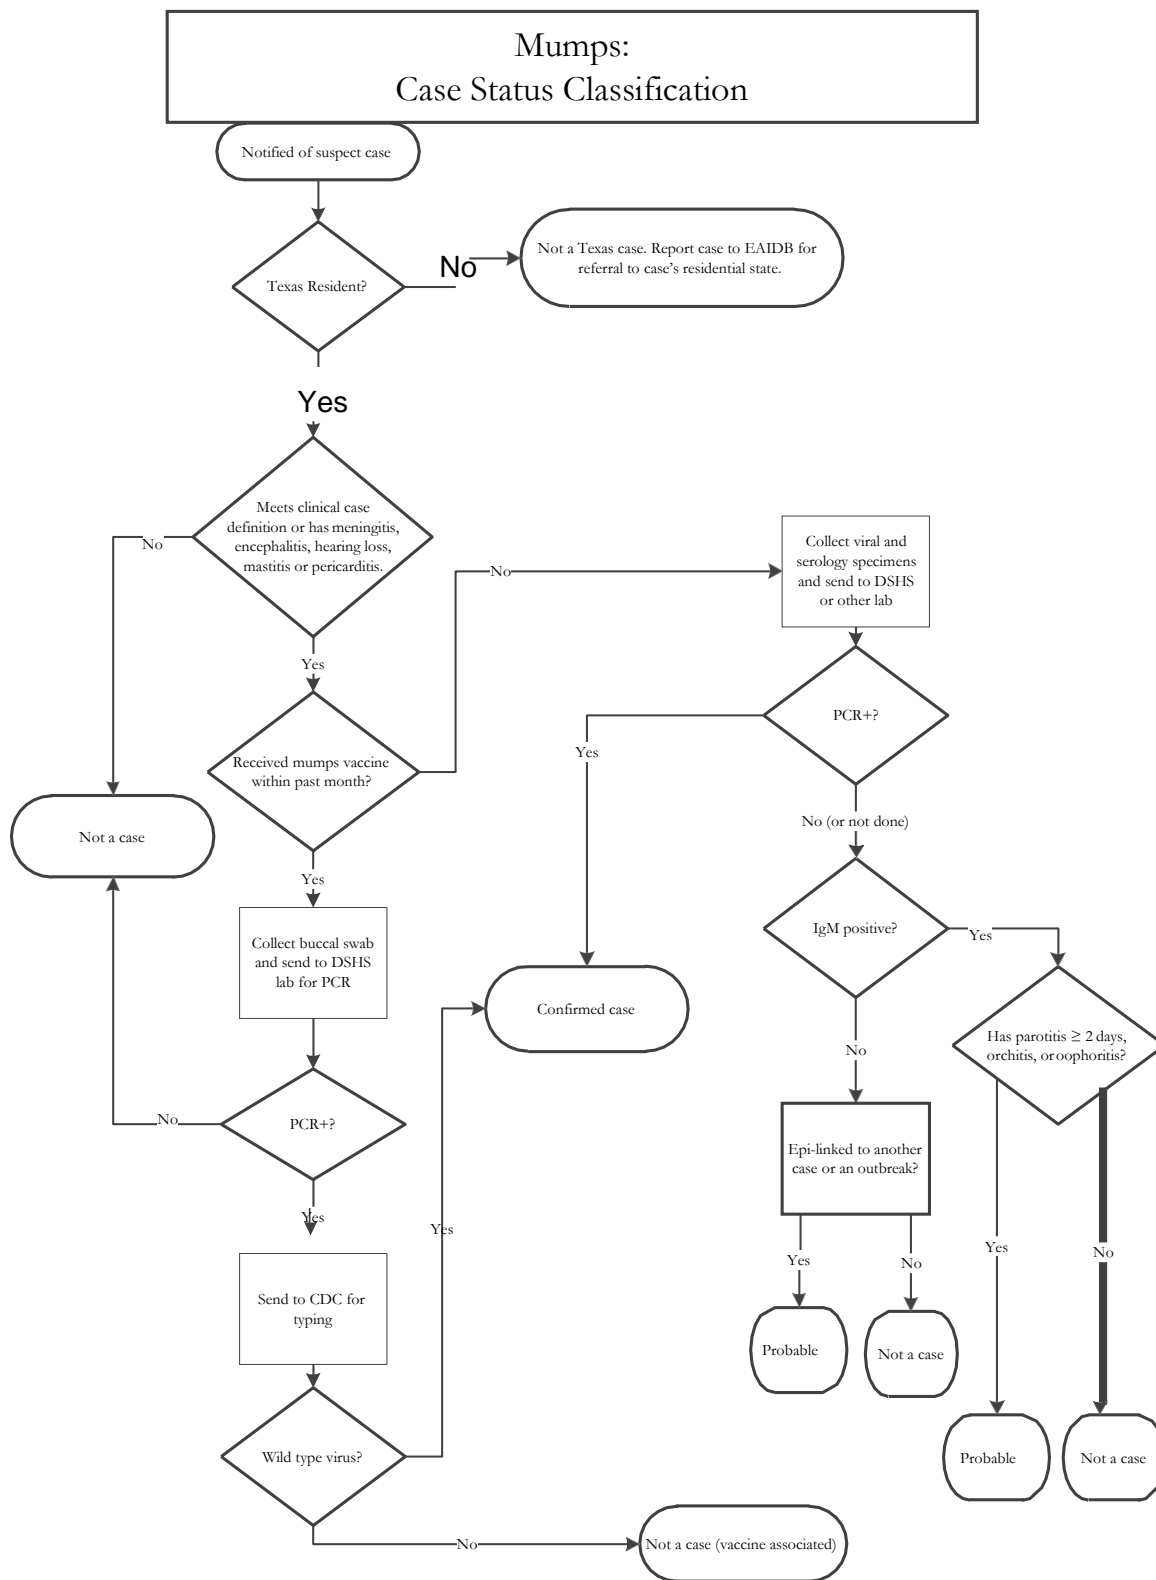 Mumps:
Case Status Classification
Notified of suspect case
Not a Texas case. Report case to EAIDB for
referral to case's residential state.
No
Texas Resident?
Yes
Meets clinical case
definition or has meningitis,
encephalitis, hearing loss,
mastitis or pericarditis.
No
Collect viral and
serology specimens
and send to DSHS
or other lab
No
Yes
PCR+?
Received mumps vaccine
within past month?
Yes
No (or not done)
Not a case
Yes
IgM positive?
Yes
Collect buccal swab
and send to DSHS
lab for PCR
Confirmed case
Has parotitis ≥ 2 days,
orchitis, or oophoritis?
No
No
PCR+?
Epi-linked to another
case or an outbreak?
Yes
Yes
Yes
No
Yes
No
Send to CDC for
typing
Probable
Not a case
Wild type virus?
Probable
Not a case
No
Not a case (vaccine associated)